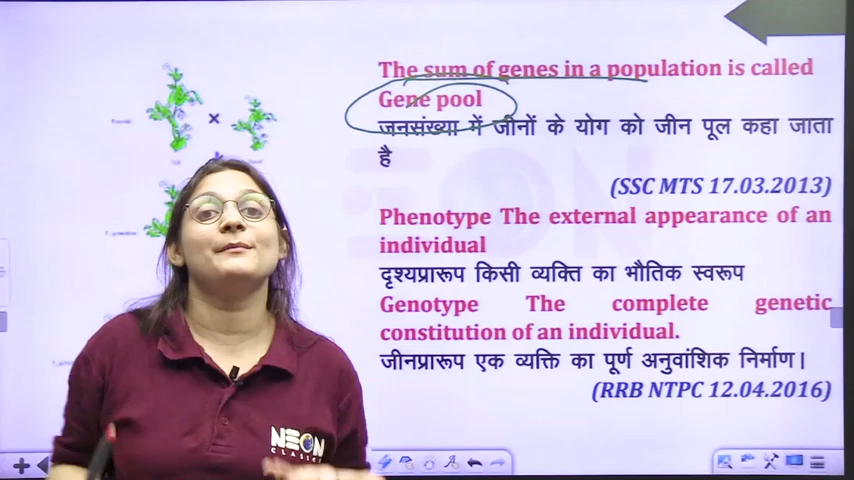 The sum of genes in a population is called
Gene pool
जनसंख्या में जीनों के योग को जीन पूल कहा जाता
है
(SSC MTS 17.03.2013)
Phenotype The external appearance of an
individual
दृश्यप्रारूप किसी व्यक्ति का भौतिक स्वरूप
Genotype The complete genetic
constitution of an individual.
जीनप्रारूप एक व्यक्ति का पूर्ण अनुवांशिक निर्माण।
(RRB NTPC 12.04.2016)
NEON
CLASSES